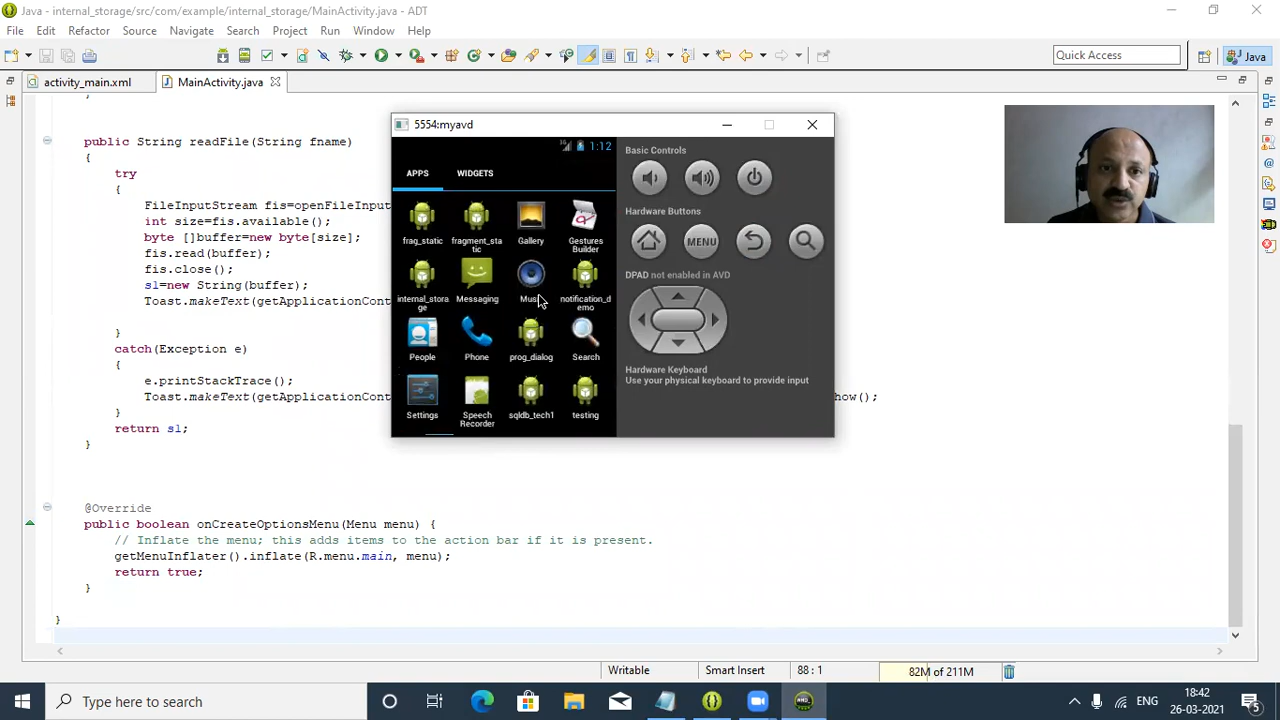 Java - internal_storage/src/com/example/internal_storage/MainActivity.java - ADT
File Edit Refactor Source Navigate Search Project Run Window Help
Quick Access
Java
activity_main.xml
MainActivity.java
}
public String readFile(String fname)
{
try
{
FileInputStream fis=openFileInput
int size=fis.available();
byte []buffer=new byte[size];
fis.read(buffer);
fis.close();
s1=new String(buffer);
Toast.makeText(getApplicationCont
}
catch(Exception e)
{
e.printStackTrace();
Toast.makeText(getApplicationCont
how();
}
return s1;
}
@Override
public boolean onCreateOptionsMenu(Menu menu) {
// Inflate the menu; this adds items to the action bar if it is present.
getMenuInflater().inflate(R.menu.main, menu);
return true;
}
}
5554:myavd
1:12
APPS WIDGETS
frag_static
fragment_sta
tic
Gallery
Gestures
Builder
internal_stora
ge
Messaging
notification_d
emo
People
Phone
prog_dialog
Search
Settings
Speech
Recorder
sqldb_tech1
testing
Basic Controls
Hardware Buttons
MENU
DPAD not enabled in AVD
Hardware Keyboard
Use your physical keyboard to provide input
Writable
Smart Insert
88 : 1
82M of 211M
Type here to search
ENG
18:42
26-03-2021
5